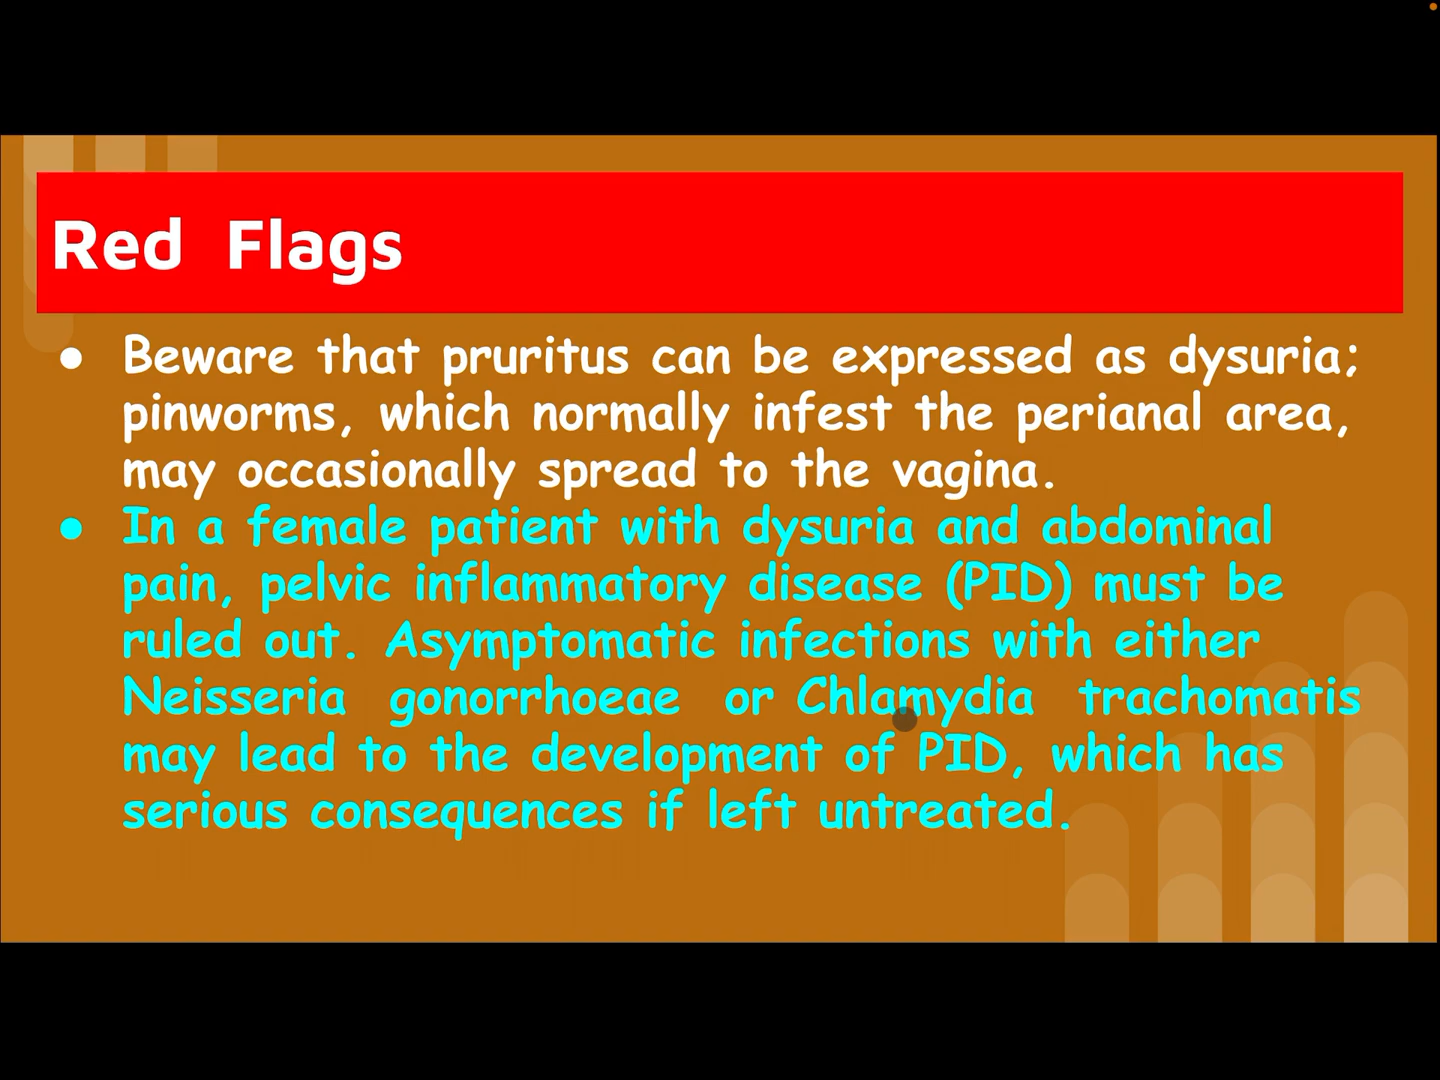 Red Flags
● Beware that pruritus can be expressed as dysuria;
pinworms, which normally infest the perianal area,
may occasionally spread to the vagina.
● In a female patient with dysuria and abdominal
pain, pelvic inflammatory disease (PID) must be
ruled out. Asymptomatic infections with either
Neisseria gonorrhoeae or Chlamydia trachomatis
may lead to the development of PID, which has
serious consequences if left untreated.